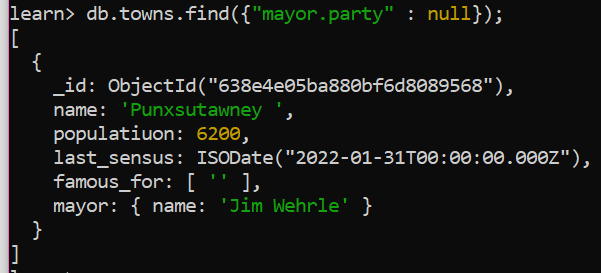 learn> db.towns.find({"mayor.party" : null});
[
  {
    _id: ObjectId("638e4e05ba880bf6d8089568"),
    name: 'Punxsutawney ',
    populatiuon: 6200,
    last_sensus: ISODate("2022-01-31T00:00:00.000Z"),
    famous_for: [ '' ],
    mayor: { name: 'Jim Wehrle' }
  }
]